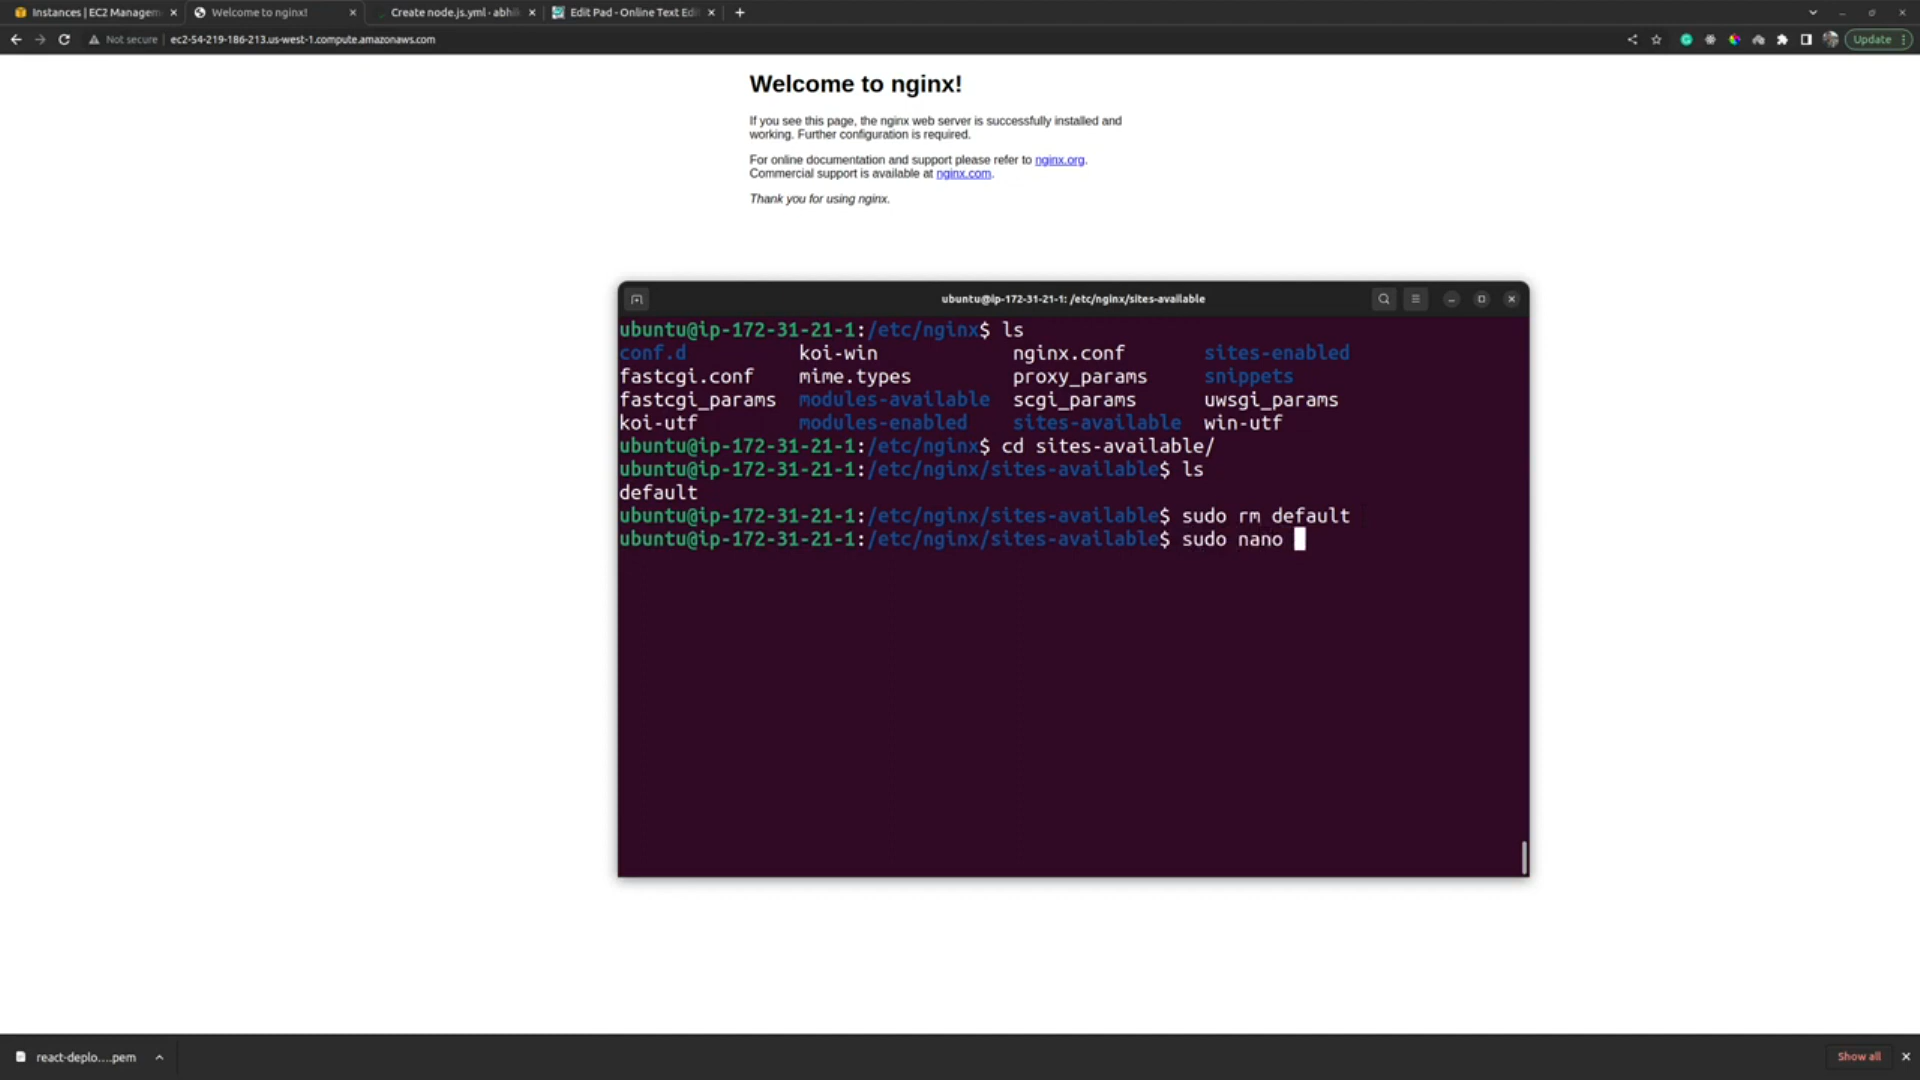 Instances | EC2 Managem
Welcome to nginx!
Create node.js.yml · abhi
Edit Pad - Online Text Edi
Not secure
ec2-54-219-186-213.us-west-1.compute.amazonaws.com
Update
Welcome to nginx!
If you see this page, the nginx web server is successfully installed and
working. Further configuration is required.
For online documentation and support please refer to nginx.org.
Commercial support is available at nginx.com.
Thank you for using nginx.
ubuntu@ip-172-31-21-1: /etc/nginx/sites-available
ubuntu@ip-172-31-21-1:/etc/nginx$ ls
conf.d koi-win nginx.conf sites-enabled
fastcgi.conf mime.types proxy_params snippets
fastcgi_params modules-available scgi_params uwsgi_params
koi-utf modules-enabled sites-available win-utf
ubuntu@ip-172-31-21-1:/etc/nginx$ cd sites-available/
ubuntu@ip-172-31-21-1:/etc/nginx/sites-available$ ls
default
ubuntu@ip-172-31-21-1:/etc/nginx/sites-available$ sudo rm default
ubuntu@ip-172-31-21-1:/etc/nginx/sites-available$ sudo nano
react-deplo....pem
Show all